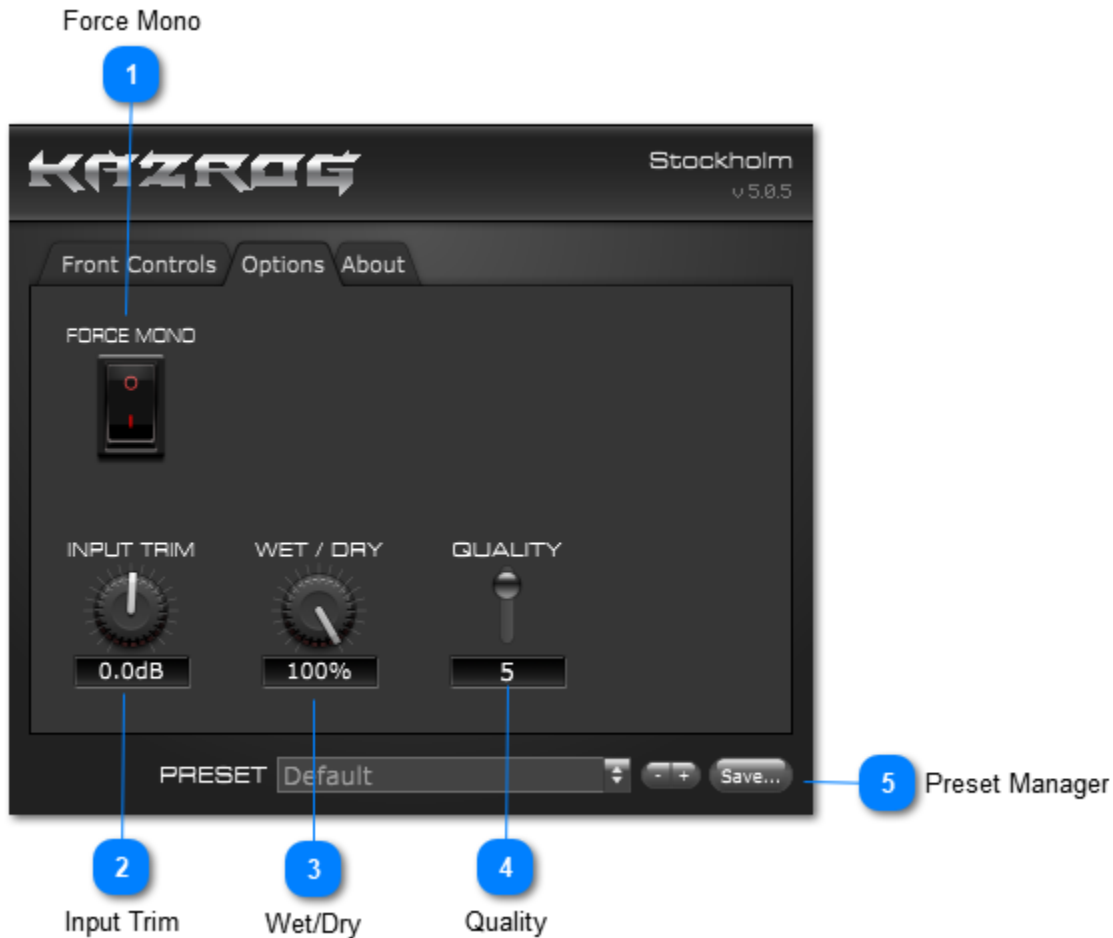 Force Mono
1
KAZROG
Stockholm
v 5.0.5
Front Controls Options About
FORCE MONO
O
I
INPUT TRIM WET / DRY QUALITY
0.0dB 100% 5
PRESET Default - + Save...
5 Preset Manager
2 3 4
Input Trim Wet/Dry Quality